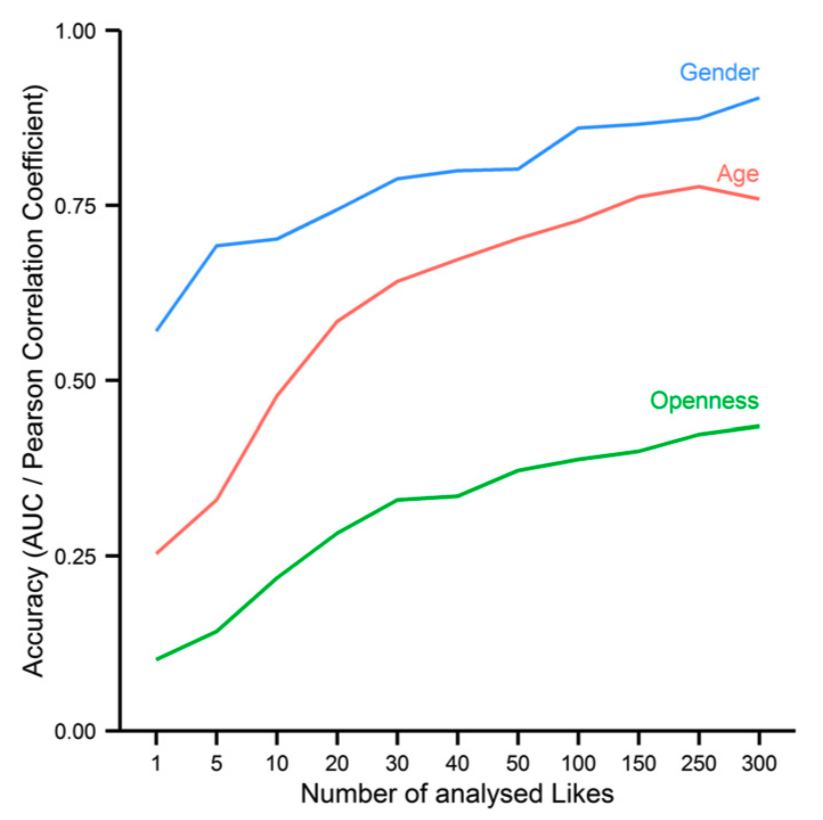 1.00
Gender
Age
0.75
0.50
Openness
0.25
0.00
Accuracy (AUC / Pearson Correlation Coefficient)
1 5 10 20 30 40 50 100 150 250 300
Number of analysed Likes